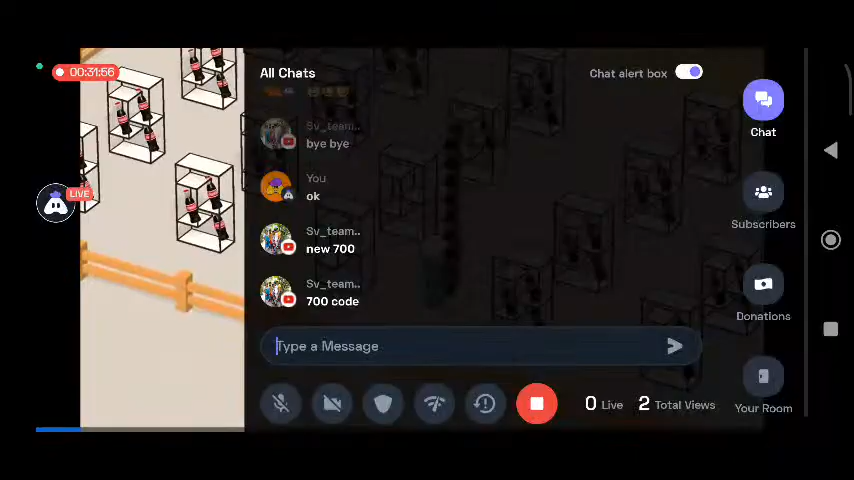 00:31:56
All Chats
Chat alert box
Sv_team..
bye bye
Chat
LIVE
You
ok
Sv_team..
new 700
Subscribers
Sv_team..
700 code
Donations
Type a Message
0 Live
2 Total Views
Your Room